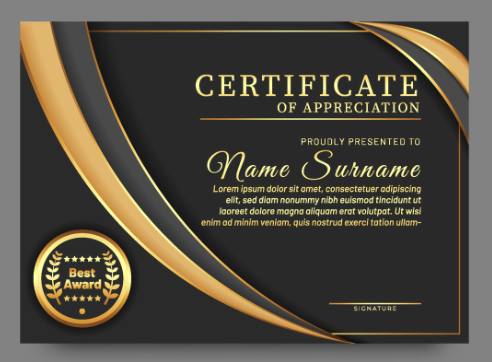 CERTIFICATE
OF APPRECIATION
PROUDLY PRESENTED TO
Name Surname
Lorem ipsum dolor sit amet, consectetuer adipiscing
elit, sed diam nonummy nibh euismod tincidunt ut
laoreet dolore magna aliquam erat volutpat. Ut wisi
enim ad minim veniam, quis nostrud exerci tation ullam-
Best
Award
SIGNATURE